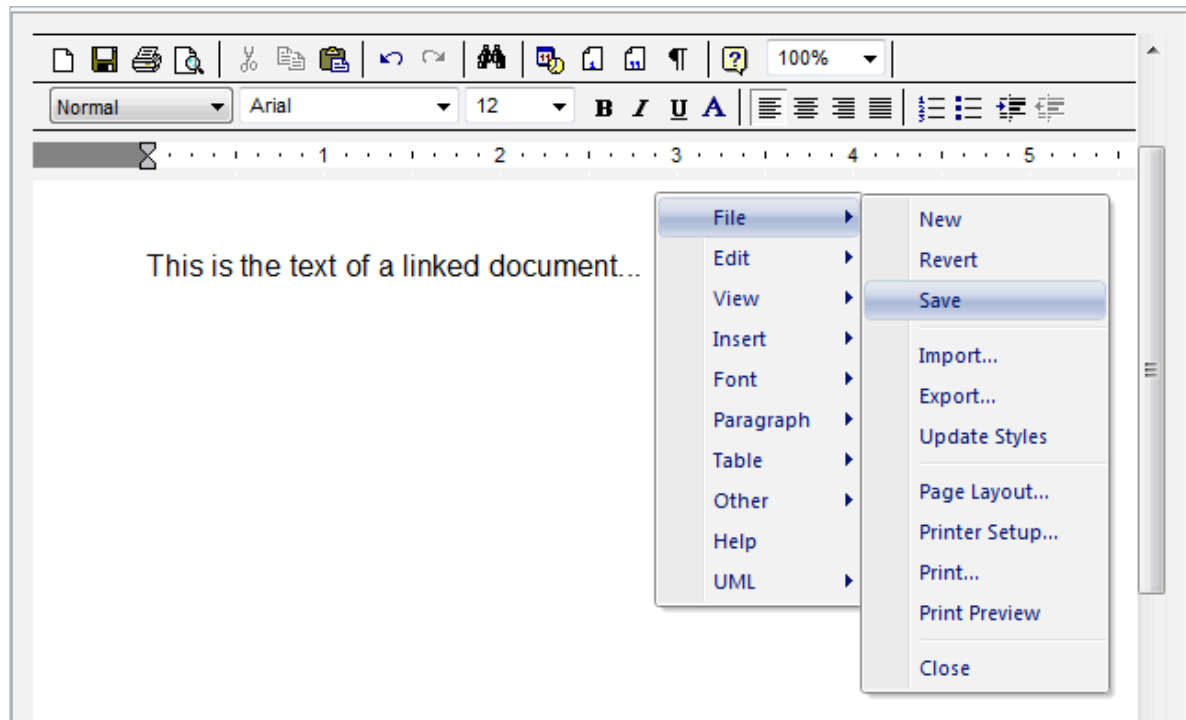 100%
Normal Arial 12 B I U A
1 2 3 4 5
This is the text of a linked document...
File
Edit
View
Insert
Font
Paragraph
Table
Other
Help
UML
New
Revert
Save
Import...
Export...
Update Styles
Page Layout...
Printer Setup...
Print...
Print Preview
Close